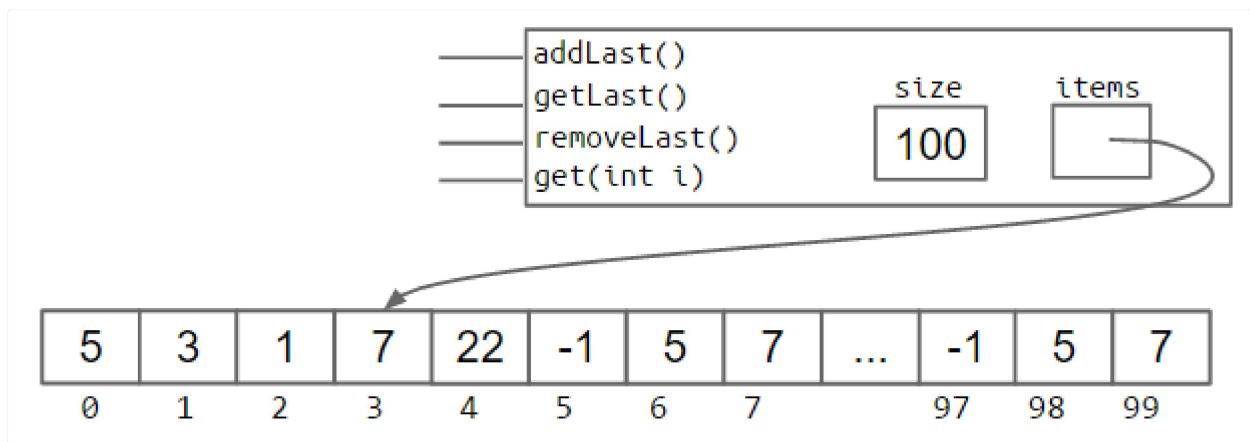 addLast()
getLast()
removeLast()
get(int i)
size
items
100
5 3 1 7 22 -1 5 7 ... -1 5 7
0 1 2 3 4 5 6 7 97 98 99